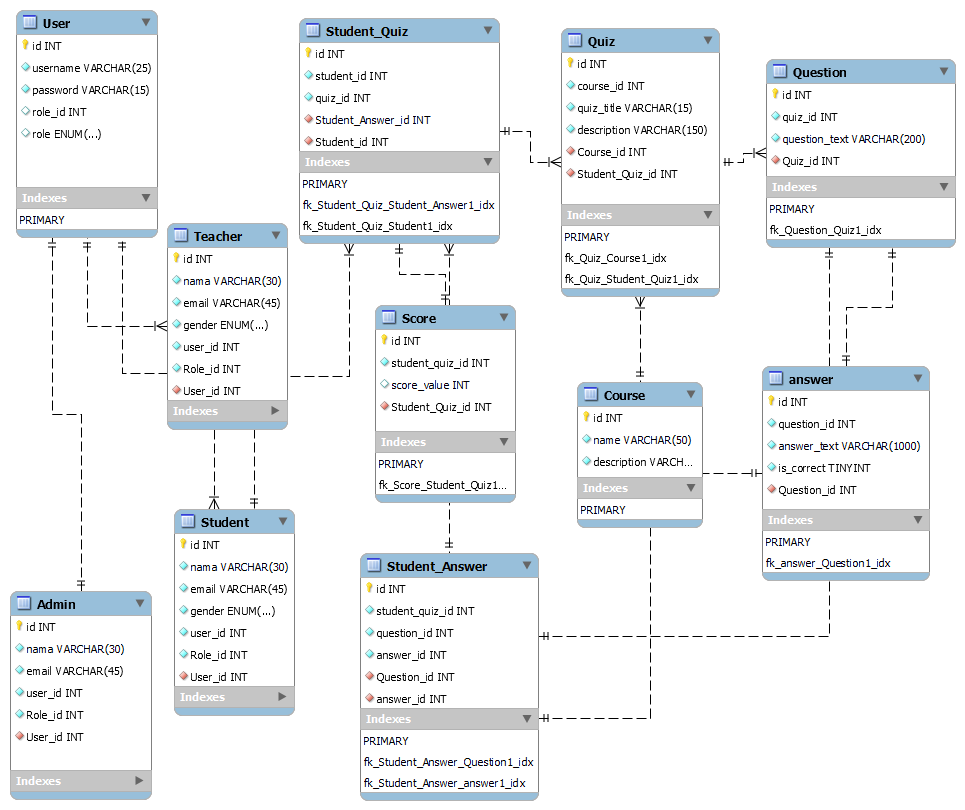 User
id INT
username VARCHAR(25)
password VARCHAR(15)
role_id INT
role ENUM(...)
Indexes
PRIMARY
Teacher
id INT
nama VARCHAR(30)
email VARCHAR(45)
gender ENUM(...)
user_id INT
Role_id INT
User_id INT
Indexes
Student_Quiz
id INT
student_id INT
quiz_id INT
Student_Answer_id INT
Student_id INT
Indexes
PRIMARY
fk_Student_Quiz_Student_Answer1_idx
fk_Student_Quiz_Student1_idx
Quiz
id INT
course_id INT
quiz_title VARCHAR(15)
description VARCHAR(150)
Course_id INT
Student_Quiz_id INT
Indexes
PRIMARY
fk_Quiz_Course1_idx
fk_Quiz_Student_Quiz1_idx
Question
id INT
quiz_id INT
question_text VARCHAR(200)
Quiz_id INT
Indexes
PRIMARY
fk_Question_Quiz1_idx
Score
id INT
student_quiz_id INT
score_value INT
Student_Quiz_id INT
Indexes
PRIMARY
fk_Score_Student_Quiz1...
Course
id INT
name VARCHAR(50)
description VARCH...
Indexes
PRIMARY
answer
id INT
question_id INT
answer_text VARCHAR(1000)
is_correct TINYINT
Question_id INT
Indexes
PRIMARY
fk_answer_Question1_idx
Admin
id INT
nama VARCHAR(30)
email VARCHAR(45)
user_id INT
Role_id INT
User_id INT
Indexes
Student
id INT
nama VARCHAR(30)
email VARCHAR(45)
gender ENUM(...)
user_id INT
Role_id INT
User_id INT
Indexes
Student_Answer
id INT
student_quiz_id INT
question_id INT
answer_id INT
Question_id INT
answer_id INT
Indexes
PRIMARY
fk_Student_Answer_Question1_idx
fk_Student_Answer_answer1_idx